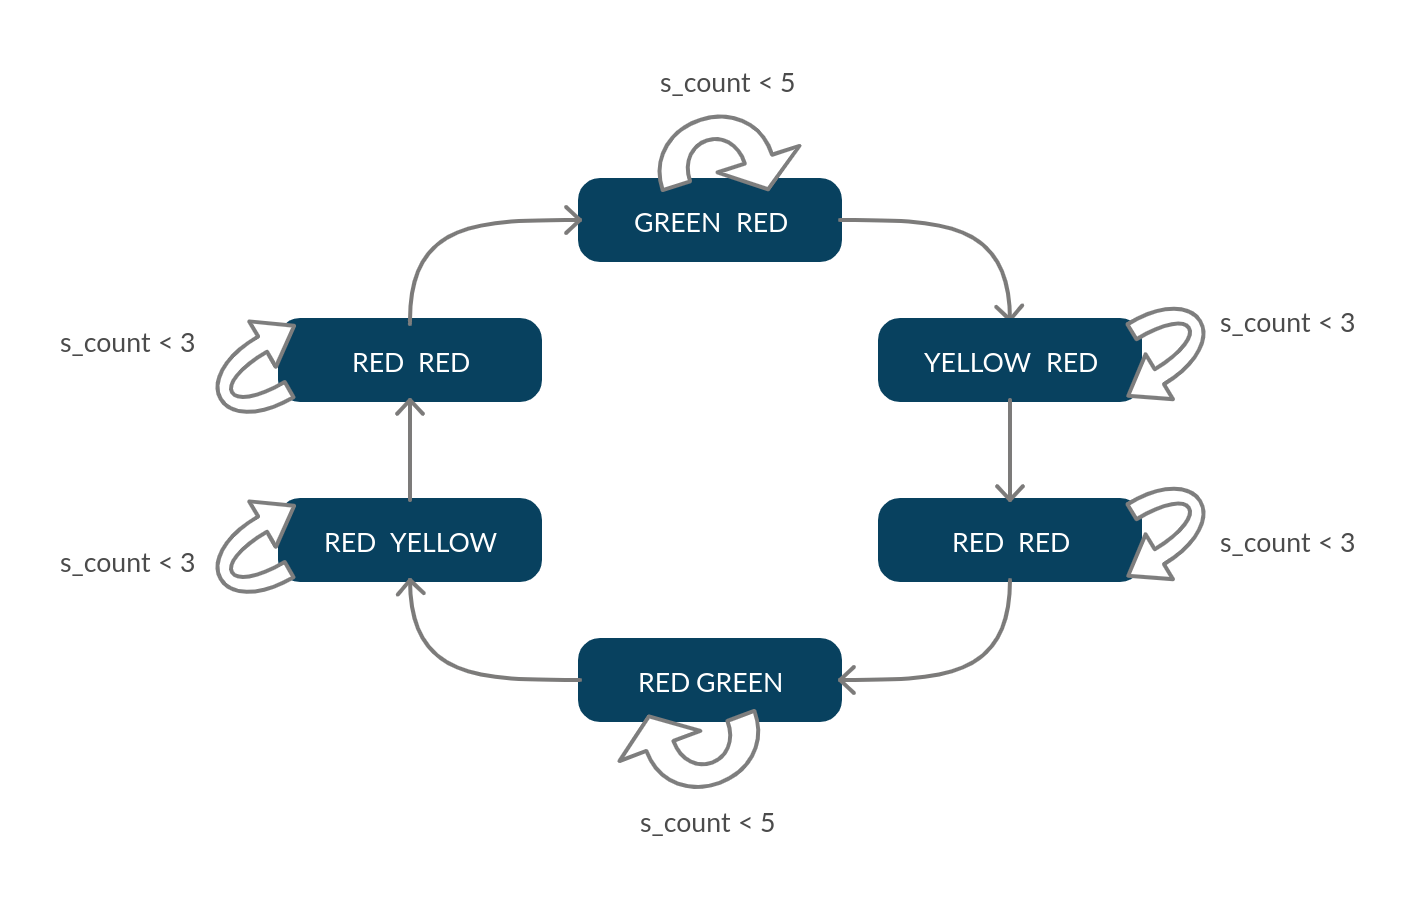 s_count < 5
GREEN RED
s_count < 3
RED RED
YELLOW RED
s_count < 3
s_count < 3
RED YELLOW
RED RED
s_count < 3
RED GREEN
s_count < 5